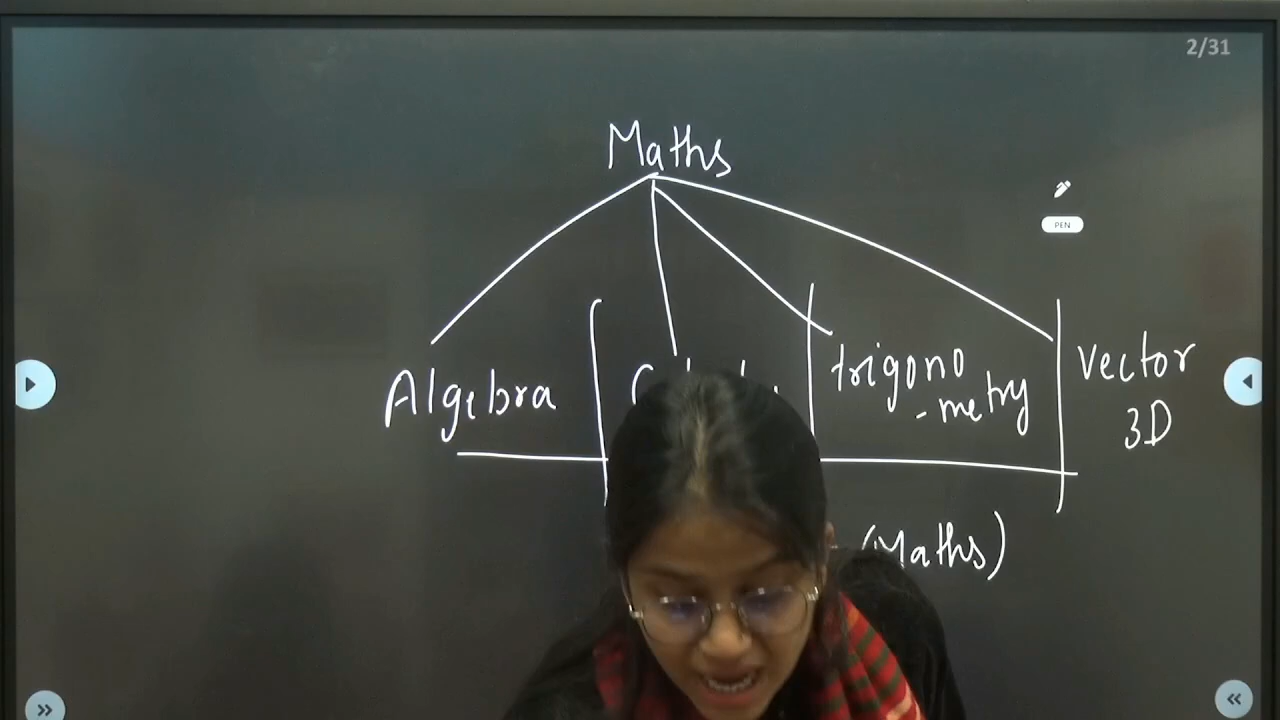 2/31
Maths
PEN
Algebra
trigono
-metry
vector
3D
(Maths)